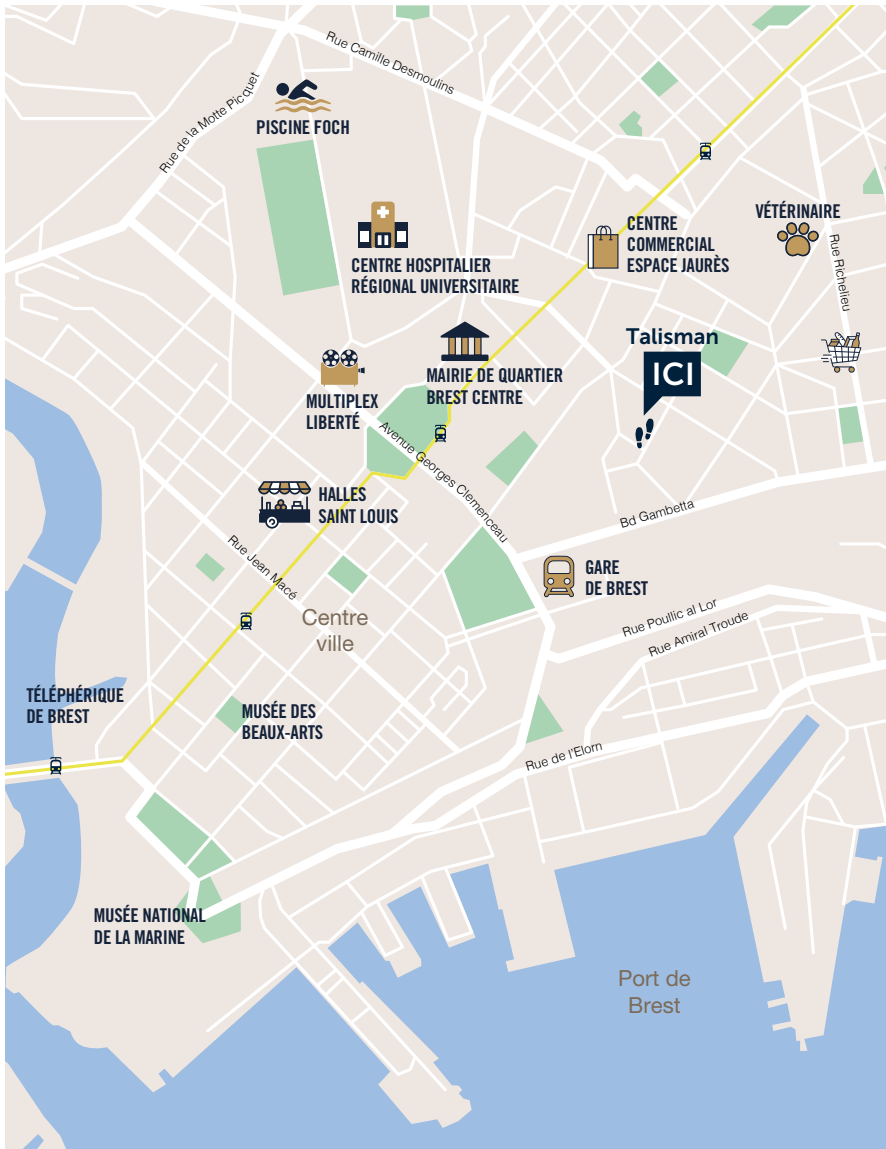 Rue Camille Desmoulins
Rue de la Motte Picquet
PISCINE FOCH
VÉTÉRINAIRE
CENTRE
COMMERCIAL
ESPACE JAURÈS
Rue Richelieu
CENTRE HOSPITALIER
RÉGIONAL UNIVERSITAIRE
Talisman
ICI
MAIRIE DE QUARTIER
BREST CENTRE
MULTIPLEX
LIBERTÉ
Avenue Georges Clemenceau
HALLES
SAINT LOUIS
Bd Gambetta
Rue Jean Macé
GARE
DE BREST
Centre
ville
Rue Poullic al Lor
Rue Amiral Troude
TÉLÉPHÉRIQUE
DE BREST
MUSÉE DES
BEAUX-ARTS
Rue de l'Elorn
MUSÉE NATIONAL
DE LA MARINE
Port de
Brest